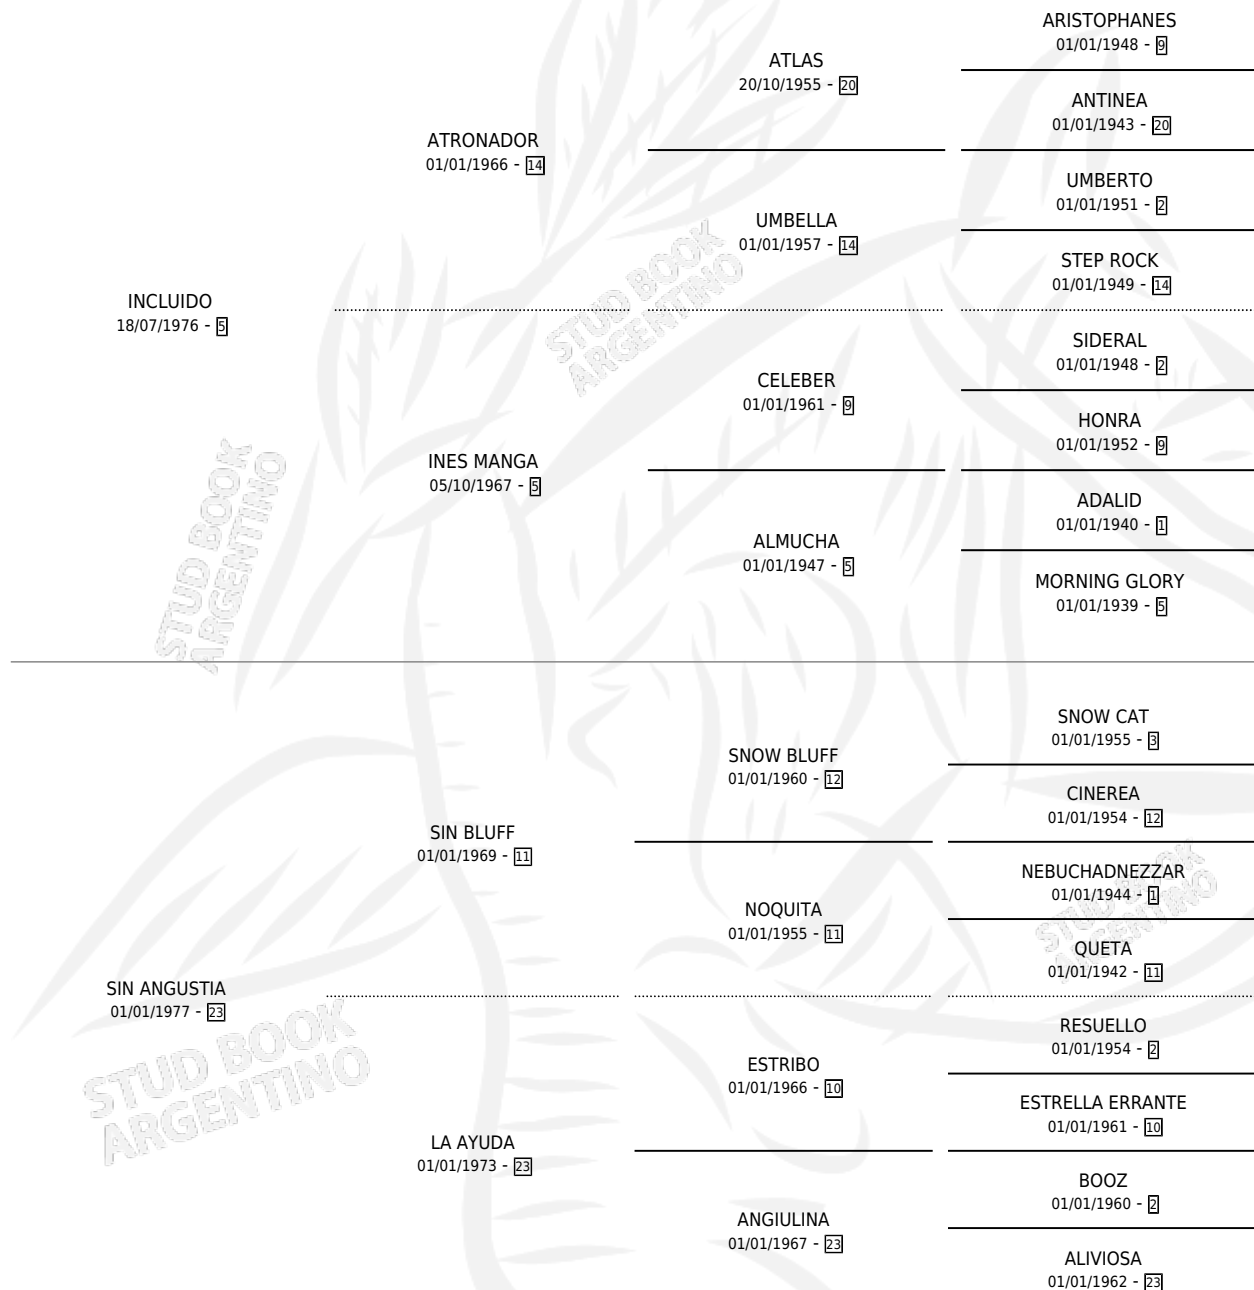 INCLUIDO
18/07/1976 - 5
ATRONADOR
01/01/1966 - 14
INES MANGA
05/10/1967 - 5
ATLAS
20/10/1955 - 20
UMBELLA
01/01/1957 - 14
CELEBER
01/01/1961 - 9
ALMUCHA
01/01/1947 - 5
ARISTOPHANES
01/01/1948 - 9
ANTINEA
01/01/1943 - 20
UMBERTO
01/01/1951 - 2
STEP ROCK
01/01/1949 - 14
SIDERAL
01/01/1948 - 2
HONRA
01/01/1952 - 9
ADALID
01/01/1940 - 1
MORNING GLORY
01/01/1939 - 5
SIN ANGUSTIA
01/01/1977 - 23
SIN BLUFF
01/01/1969 - 11
LA AYUDA
01/01/1973 - 23
SNOW BLUFF
01/01/1960 - 12
NOQUITA
01/01/1955 - 11
ESTRIBO
01/01/1966 - 10
ANGIULINA
01/01/1967 - 23
SNOW CAT
01/01/1955 - 3
CINEREA
01/01/1954 - 12
NEBUCHADNEZZAR
01/01/1944 - 1
QUETA
01/01/1942 - 11
RESUELLO
01/01/1954 - 2
ESTRELLA ERRANTE
01/01/1961 - 10
BOOZ
01/01/1960 - 2
ALIVIOSA
01/01/1962 - 23
STUD BOOK
ARGENTINO
STUD BOOK
ARGENTINO
STUD BOOK
ARGENTINO
STUD BOOK
ARGENTINO